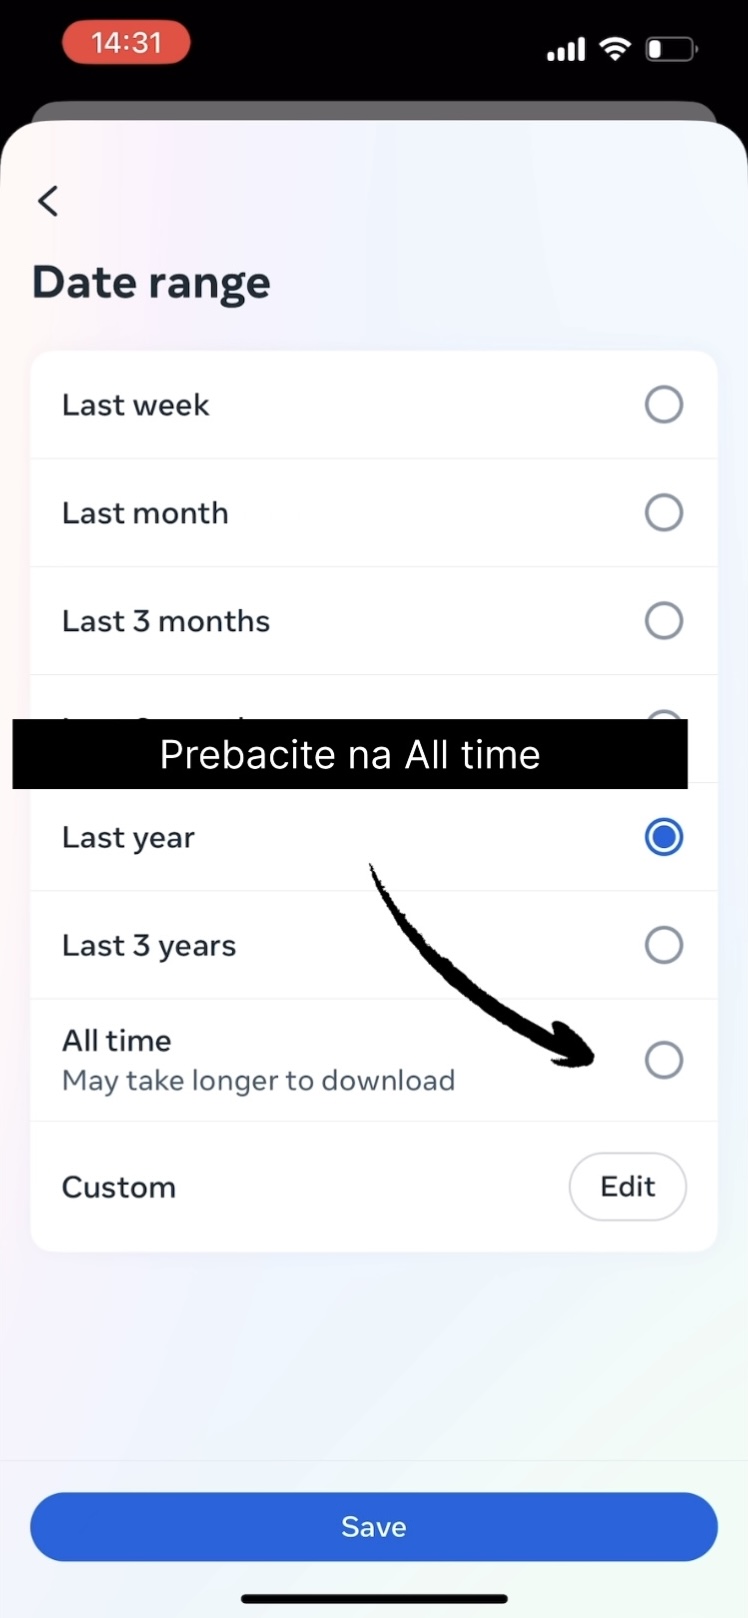 14:31
Date range
Last week
Last month
Last 3 months
Prebacite na All time
Last year
Last 3 years
All time
May take longer to download
Custom
Edit
Save